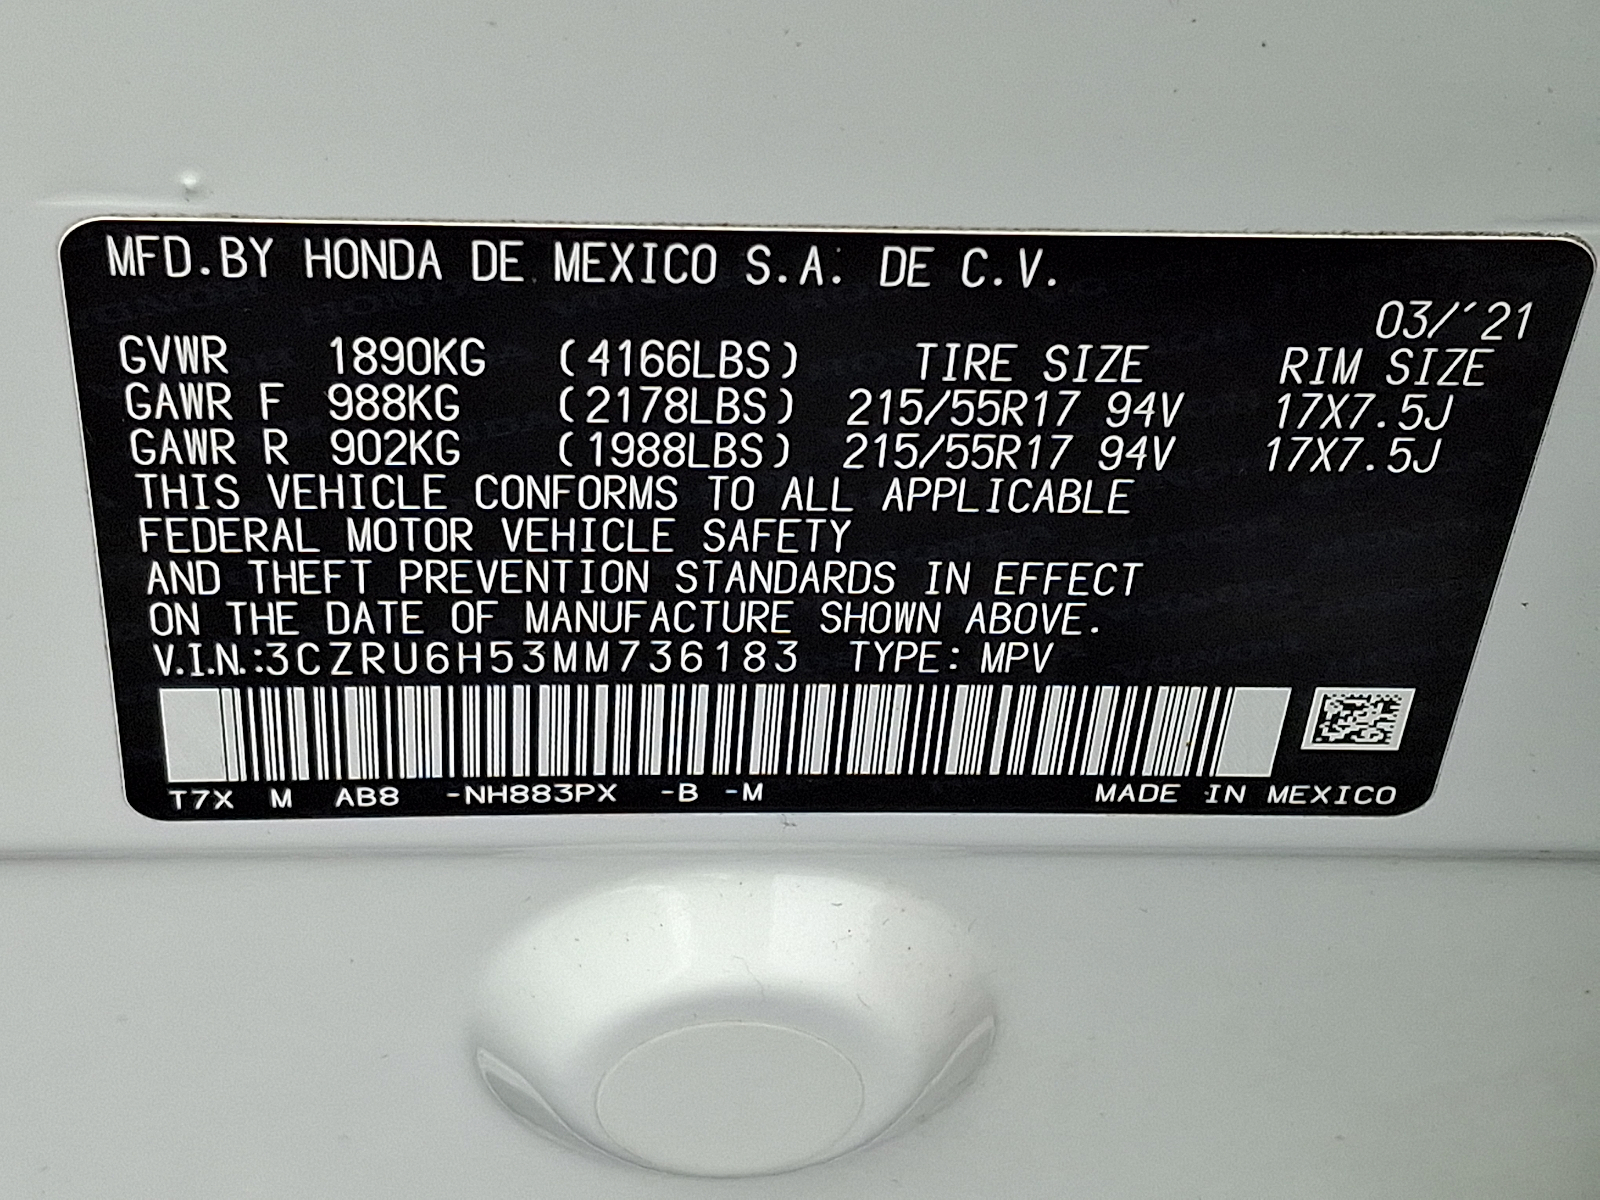 MFD.BY HONDA DE MEXICO S.A. DE C.V.
03/'21
GVWR 1890KG (4166LBS) TIRE SIZE RIM SIZE
GAWR F 988KG (2178LBS) 215/55R17 94V 17X7.5J
GAWR R 902KG (1988LBS) 215/55R17 94V 17X7.5J
THIS VEHICLE CONFORMS TO ALL APPLICABLE
FEDERAL MOTOR VEHICLE SAFETY
AND THEFT PREVENTION STANDARDS IN EFFECT
ON THE DATE OF MANUFACTURE SHOWN ABOVE.
V.I.N.:3CZRU6H53MM736183 TYPE: MPV
T7X M AB8 -NH883PX -B -M MADE IN MEXICO